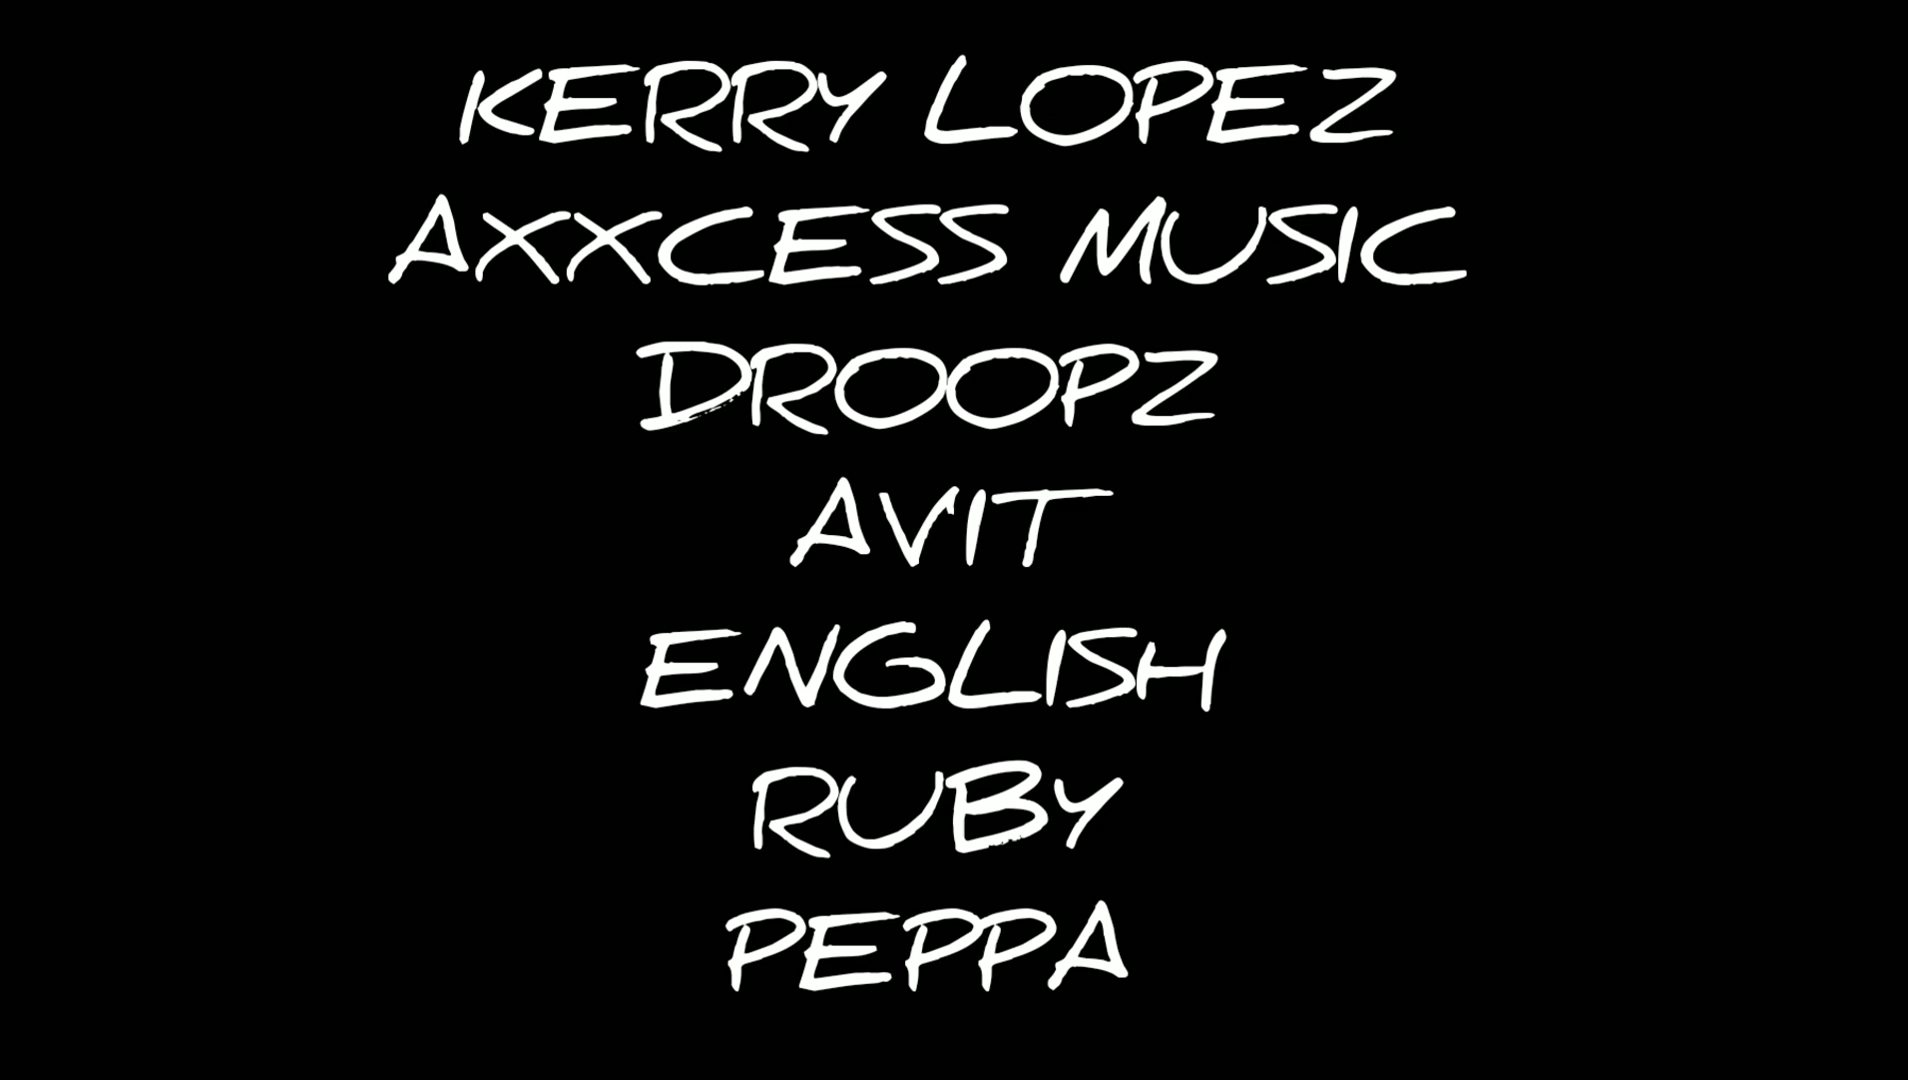 KERRY LOPEZ
AXXCESS MUSIC
DROOPZ
AVIT
ENGLISH
RUBY
PEPPA